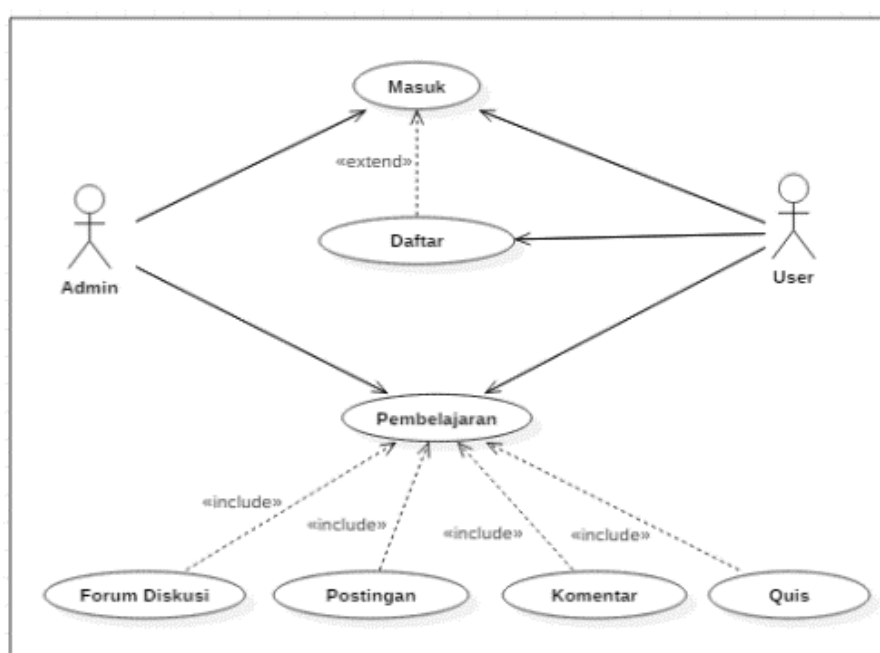 Masuk
«extend»
Daftar
Admin
User
Pembelajaran
«include»
«include»
«include»
«include»
Forum Diskusi
Postingan
Komentar
Quis